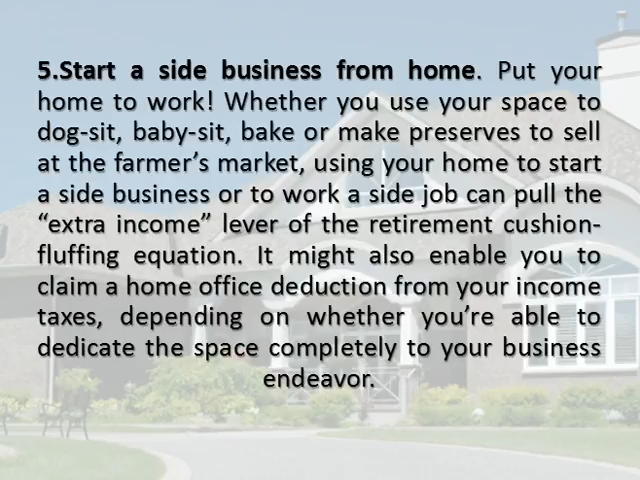 5.Start a side business from home. Put your
home to work! Whether you use your space to
dog-sit, baby-sit, bake or make preserves to sell
at the farmer’s market, using your home to start
a side business or to work a side job can pull the
“extra income” lever of the retirement cushion-
fluffing equation. It might also enable you to
claim a home office deduction from your income
taxes, depending on whether you’re able to
dedicate the space completely to your business
endeavor.